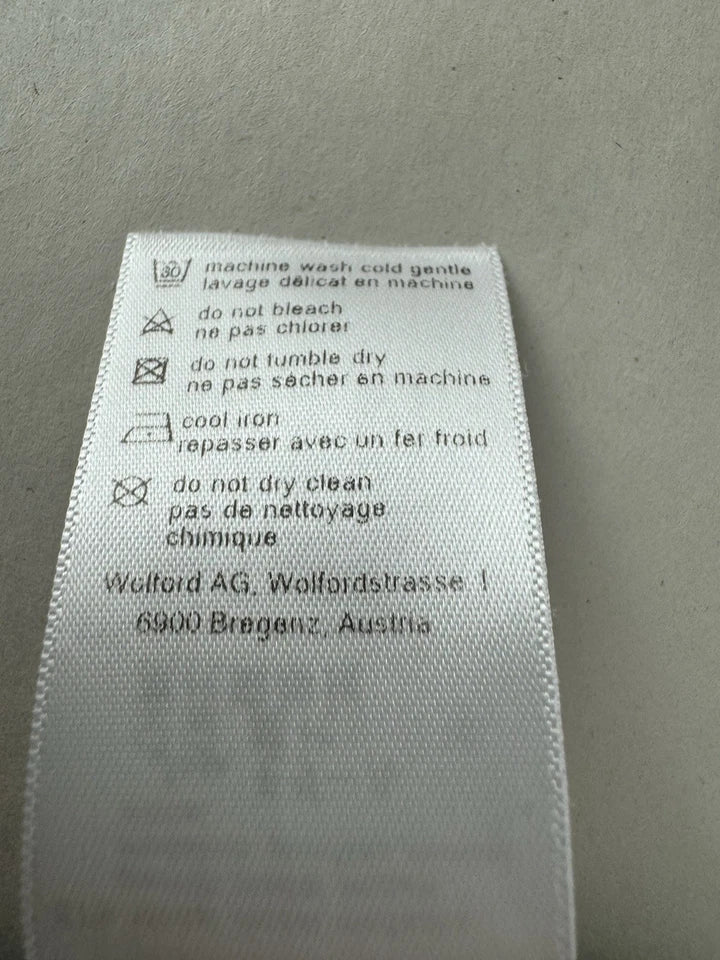 30 machine wash cold gentle
lavage délicat en machine
do not bleach
ne pas chlorer
do not tumble dry
ne pas sécher en machine
cool iron
repasser avec un fer froid
do not dry clean
pas de nettoyage
chimique
Wolford AG, Wolfordstrasse 1
6900 Bregenz, Austria